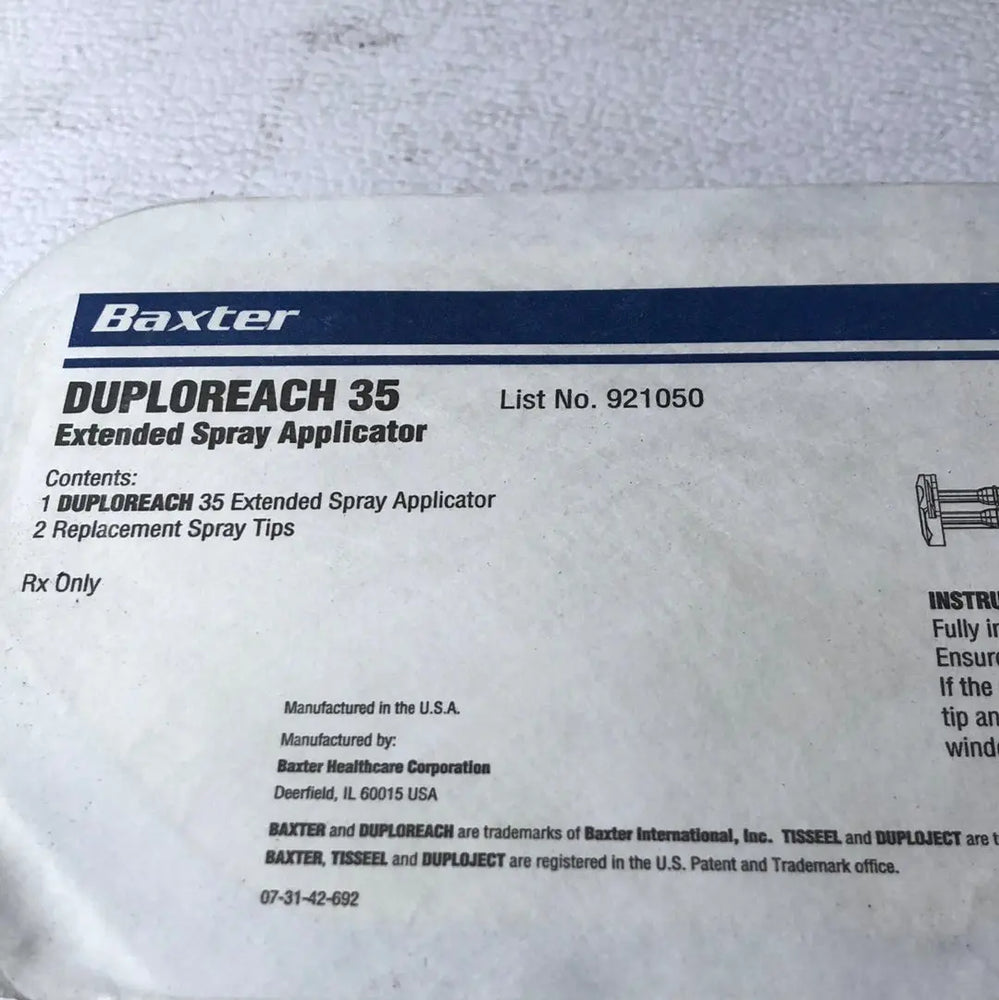 Baxter
DUPLOREACH 35
List No. 921050
Extended Spray Applicator
Contents:
1 DUPLOREACH 35 Extended Spray Applicator
2 Replacement Spray Tips
Rx Only
INSTRU
Fully in
Ensure
If the
tip an
wind
Manufactured in the U.S.A.
Manufactured by:
Baxter Healthcare Corporation
Deerfield, IL 60015 USA
BAXTER and DUPLOREACH are trademarks of Baxter International, Inc. TISSEEL and DUPLOJECT are t
BAXTER, TISSEEL and DUPLOJECT are registered in the U.S. Patent and Trademark office.
07-31-42-692